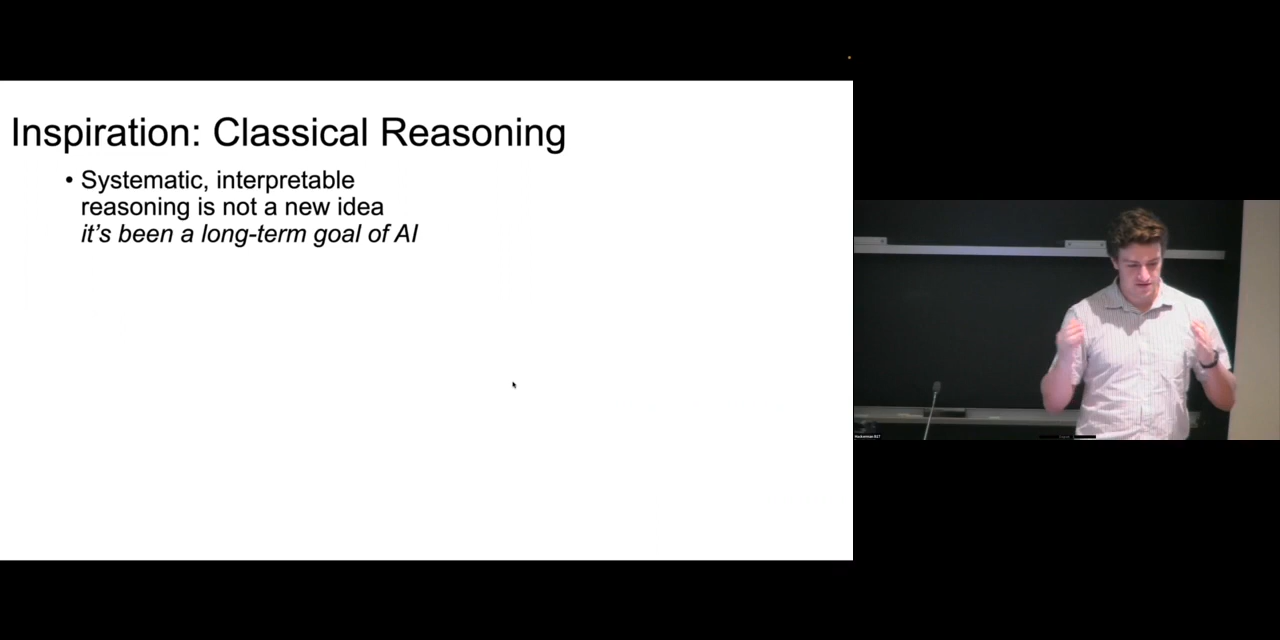 Inspiration: Classical Reasoning
• Systematic, interpretable
reasoning is not a new idea
it's been a long-term goal of AI